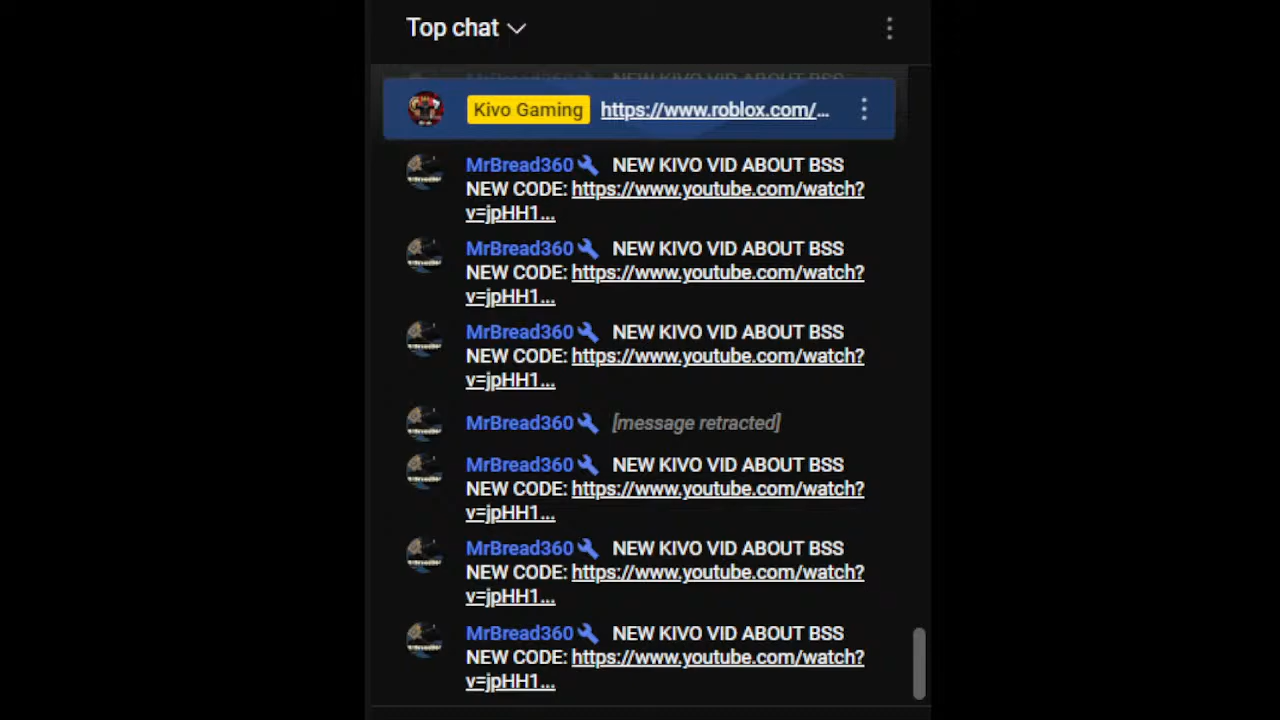 Top chat
NEW KIVO VID ABOUT BSS
Kivo Gaming https://www.roblox.com/...
MrBread360 NEW KIVO VID ABOUT BSS
NEW CODE: https://www.youtube.com/watch?
v=jpHH1...
MrBread360 NEW KIVO VID ABOUT BSS
NEW CODE: https://www.youtube.com/watch?
v=jpHH1...
MrBread360 NEW KIVO VID ABOUT BSS
NEW CODE: https://www.youtube.com/watch?
v=jpHH1...
MrBread360 [message retracted]
MrBread360 NEW KIVO VID ABOUT BSS
NEW CODE: https://www.youtube.com/watch?
v=jpHH1...
MrBread360 NEW KIVO VID ABOUT BSS
NEW CODE: https://www.youtube.com/watch?
v=jpHH1...
MrBread360 NEW KIVO VID ABOUT BSS
NEW CODE: https://www.youtube.com/watch?
v=jpHH1...